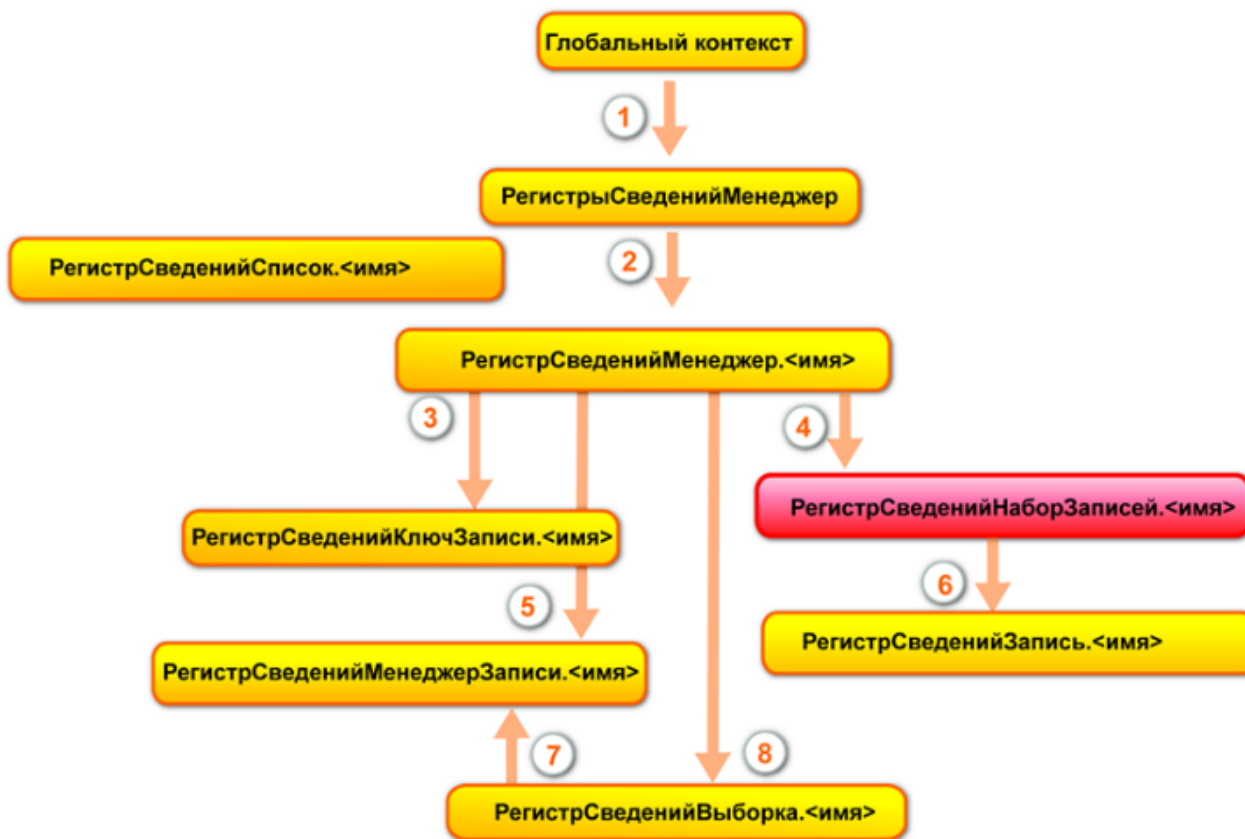 Глобальный контекст
1
РегистрыСведенийМенеджер
2
РегистрСведенийСписок.<имя>
РегистрСведенийМенеджер.<имя>
3
4
РегистрСведенийНаборЗаписей.<имя>
РегистрСведенийКлючЗаписи.<имя>
5
6
РегистрСведенийЗапись.<имя>
РегистрСведенийМенеджерЗаписи.<имя>
7
8
РегистрСведенийВыборка.<имя>